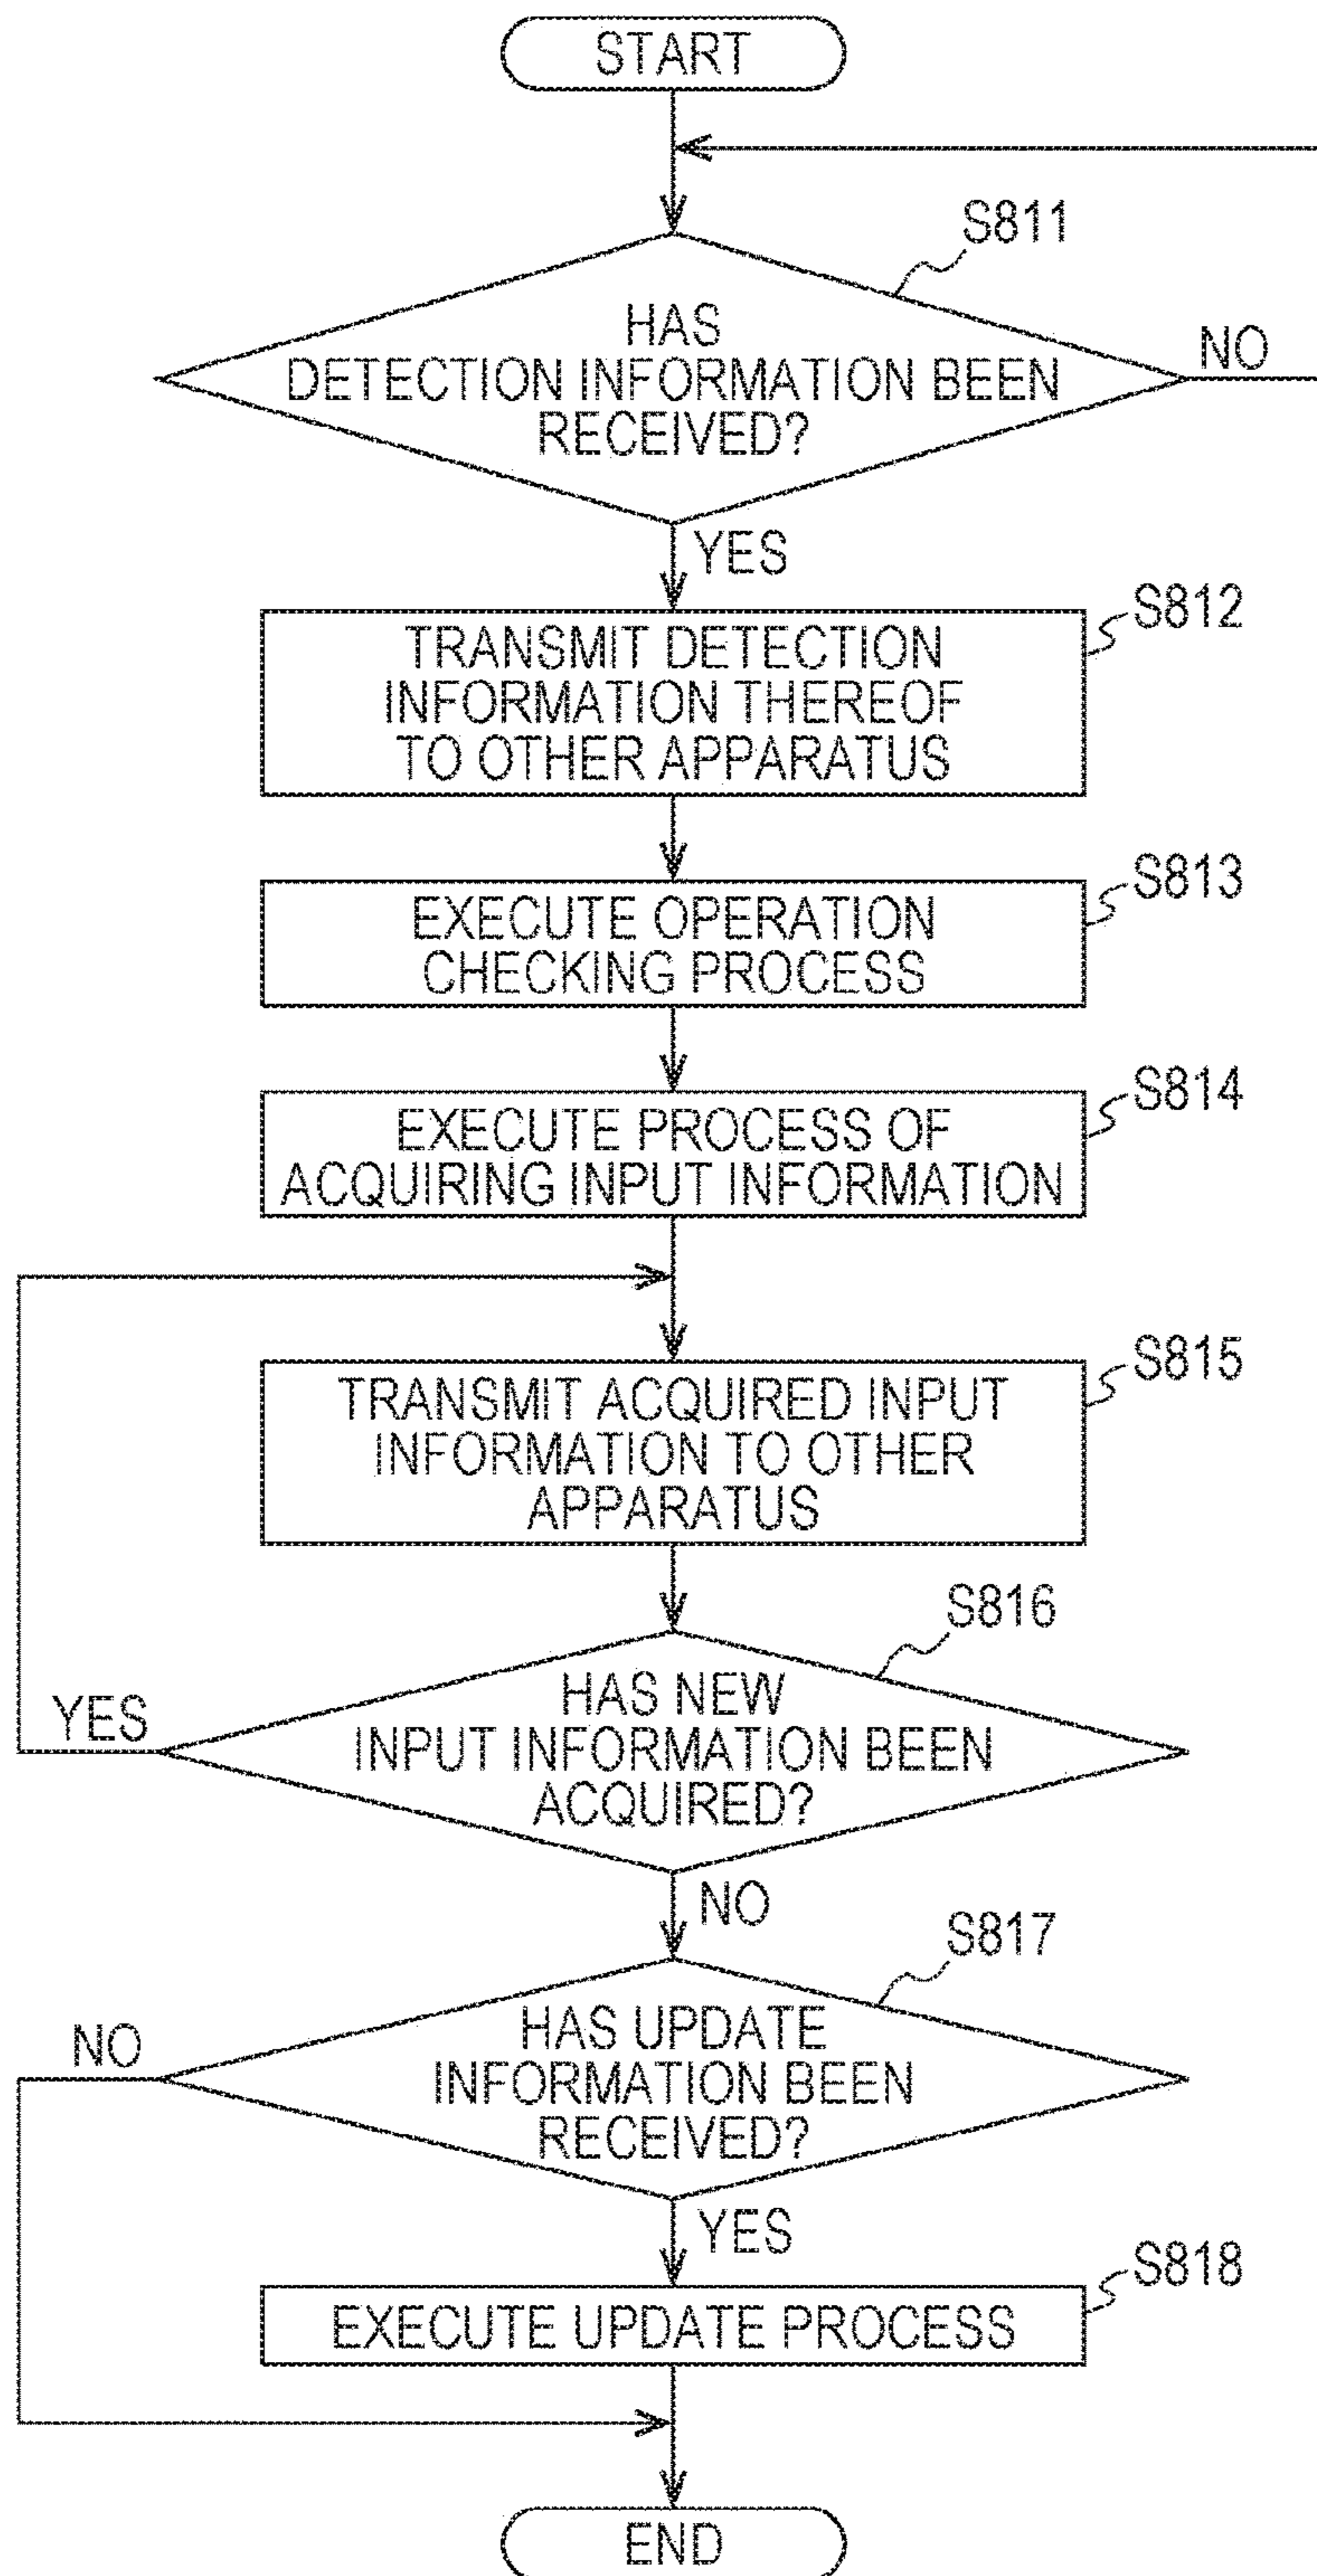 START
S811
HAS
DETECTION INFORMATION BEEN
RECEIVED?
NO
YES
S812
TRANSMIT DETECTION
INFORMATION THEREOF
TO OTHER APPARATUS
S813
EXECUTE OPERATION
CHECKING PROCESS
S814
EXECUTE PROCESS OF
ACQUIRING INPUT INFORMATION
S815
TRANSMIT ACQUIRED INPUT
INFORMATION TO OTHER
APPARATUS
S816
HAS NEW
INPUT INFORMATION BEEN
ACQUIRED?
YES
NO
S817
HAS UPDATE
INFORMATION BEEN
RECEIVED?
NO
YES
S818
EXECUTE UPDATE PROCESS
END